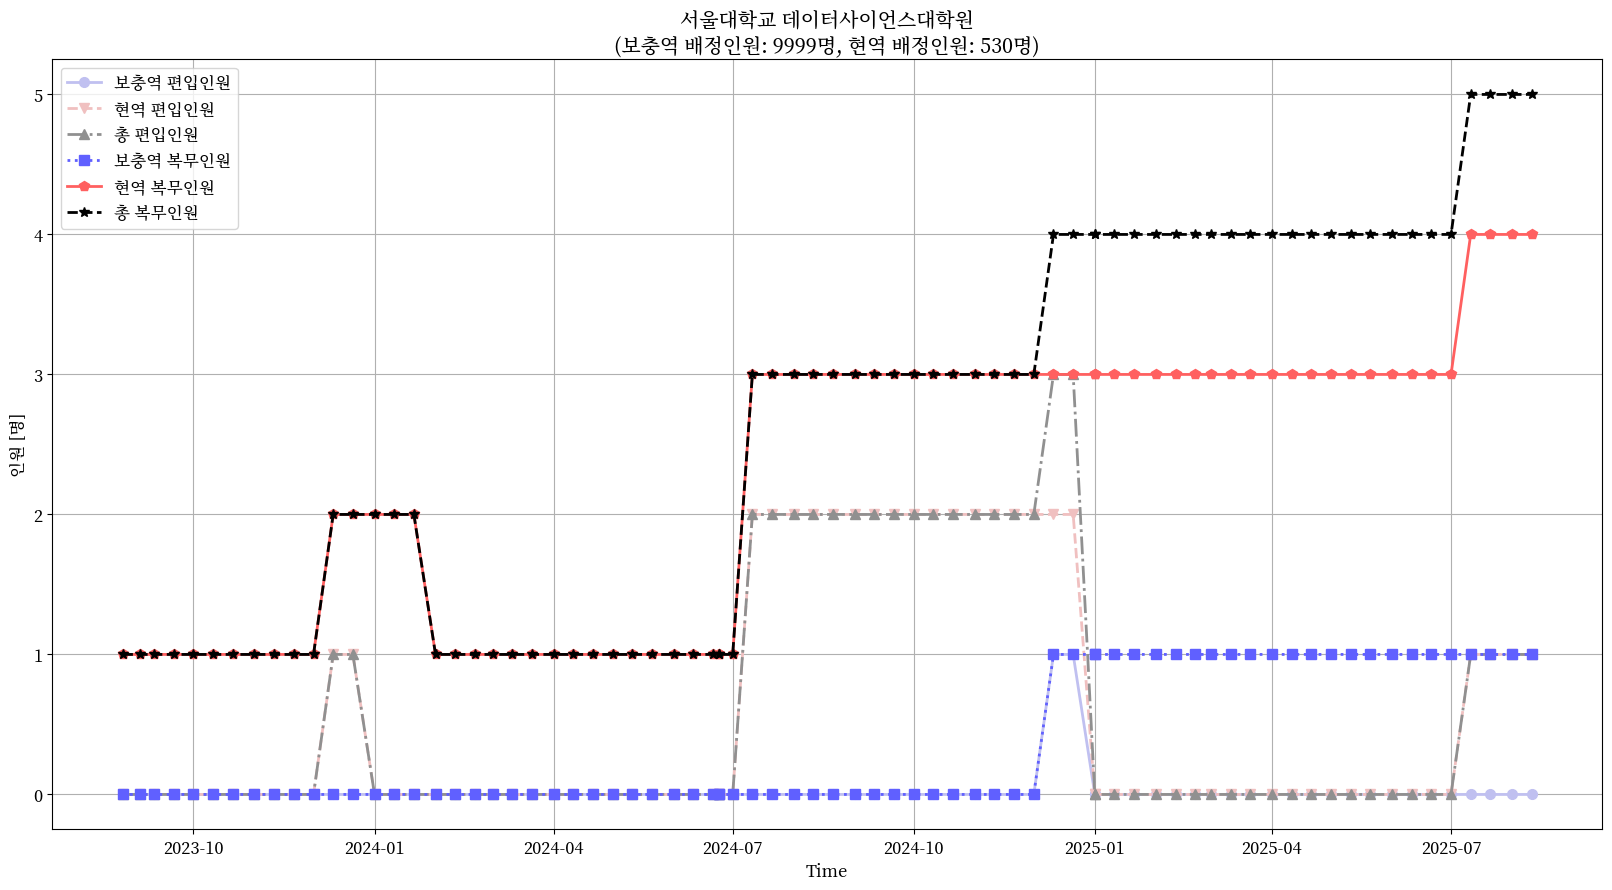 서울대학교 데이터사이언스대학원
(보충역 배정인원: 9999명, 현역 배정인원: 530명)
보충역 편입인원
현역 편입인원
총 편입인원
보충역 복무인원
현역 복무인원
총 복무인원
인원 [명]
5
4
3
2
1
0
2023-10
2024-01
2024-04
2024-07
2024-10
2025-01
2025-04
2025-07
Time